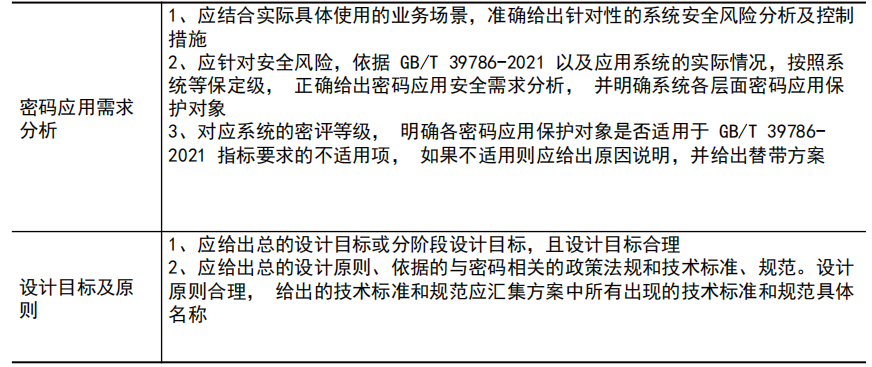 密码应用需求
分析
1、应结合实际具体使用的业务场景，准确给出针对性的系统安全风险分析及控制
措施
2、应针对安全风险，依据 GB/T 39786-2021 以及应用系统的实际情况，按照系
统等保定级， 正确给出密码应用安全需求分析， 并明确系统各层面密码应用保
护对象
3、对应系统的密评等级， 明确各密码应用保护对象是否适用于 GB/T 39786-
2021 指标要求的不适用项， 如果不适用则应给出原因说明，并给出替带方案
设计目标及原
则
1、应给出总的设计目标或分阶段设计目标，且设计目标合理
2、应给出总的设计原则、依据的与密码相关的政策法规和技术标准、规范。设计
原则合理， 给出的技术标准和规范应汇集方案中所有出现的技术标准和规范具体
名称